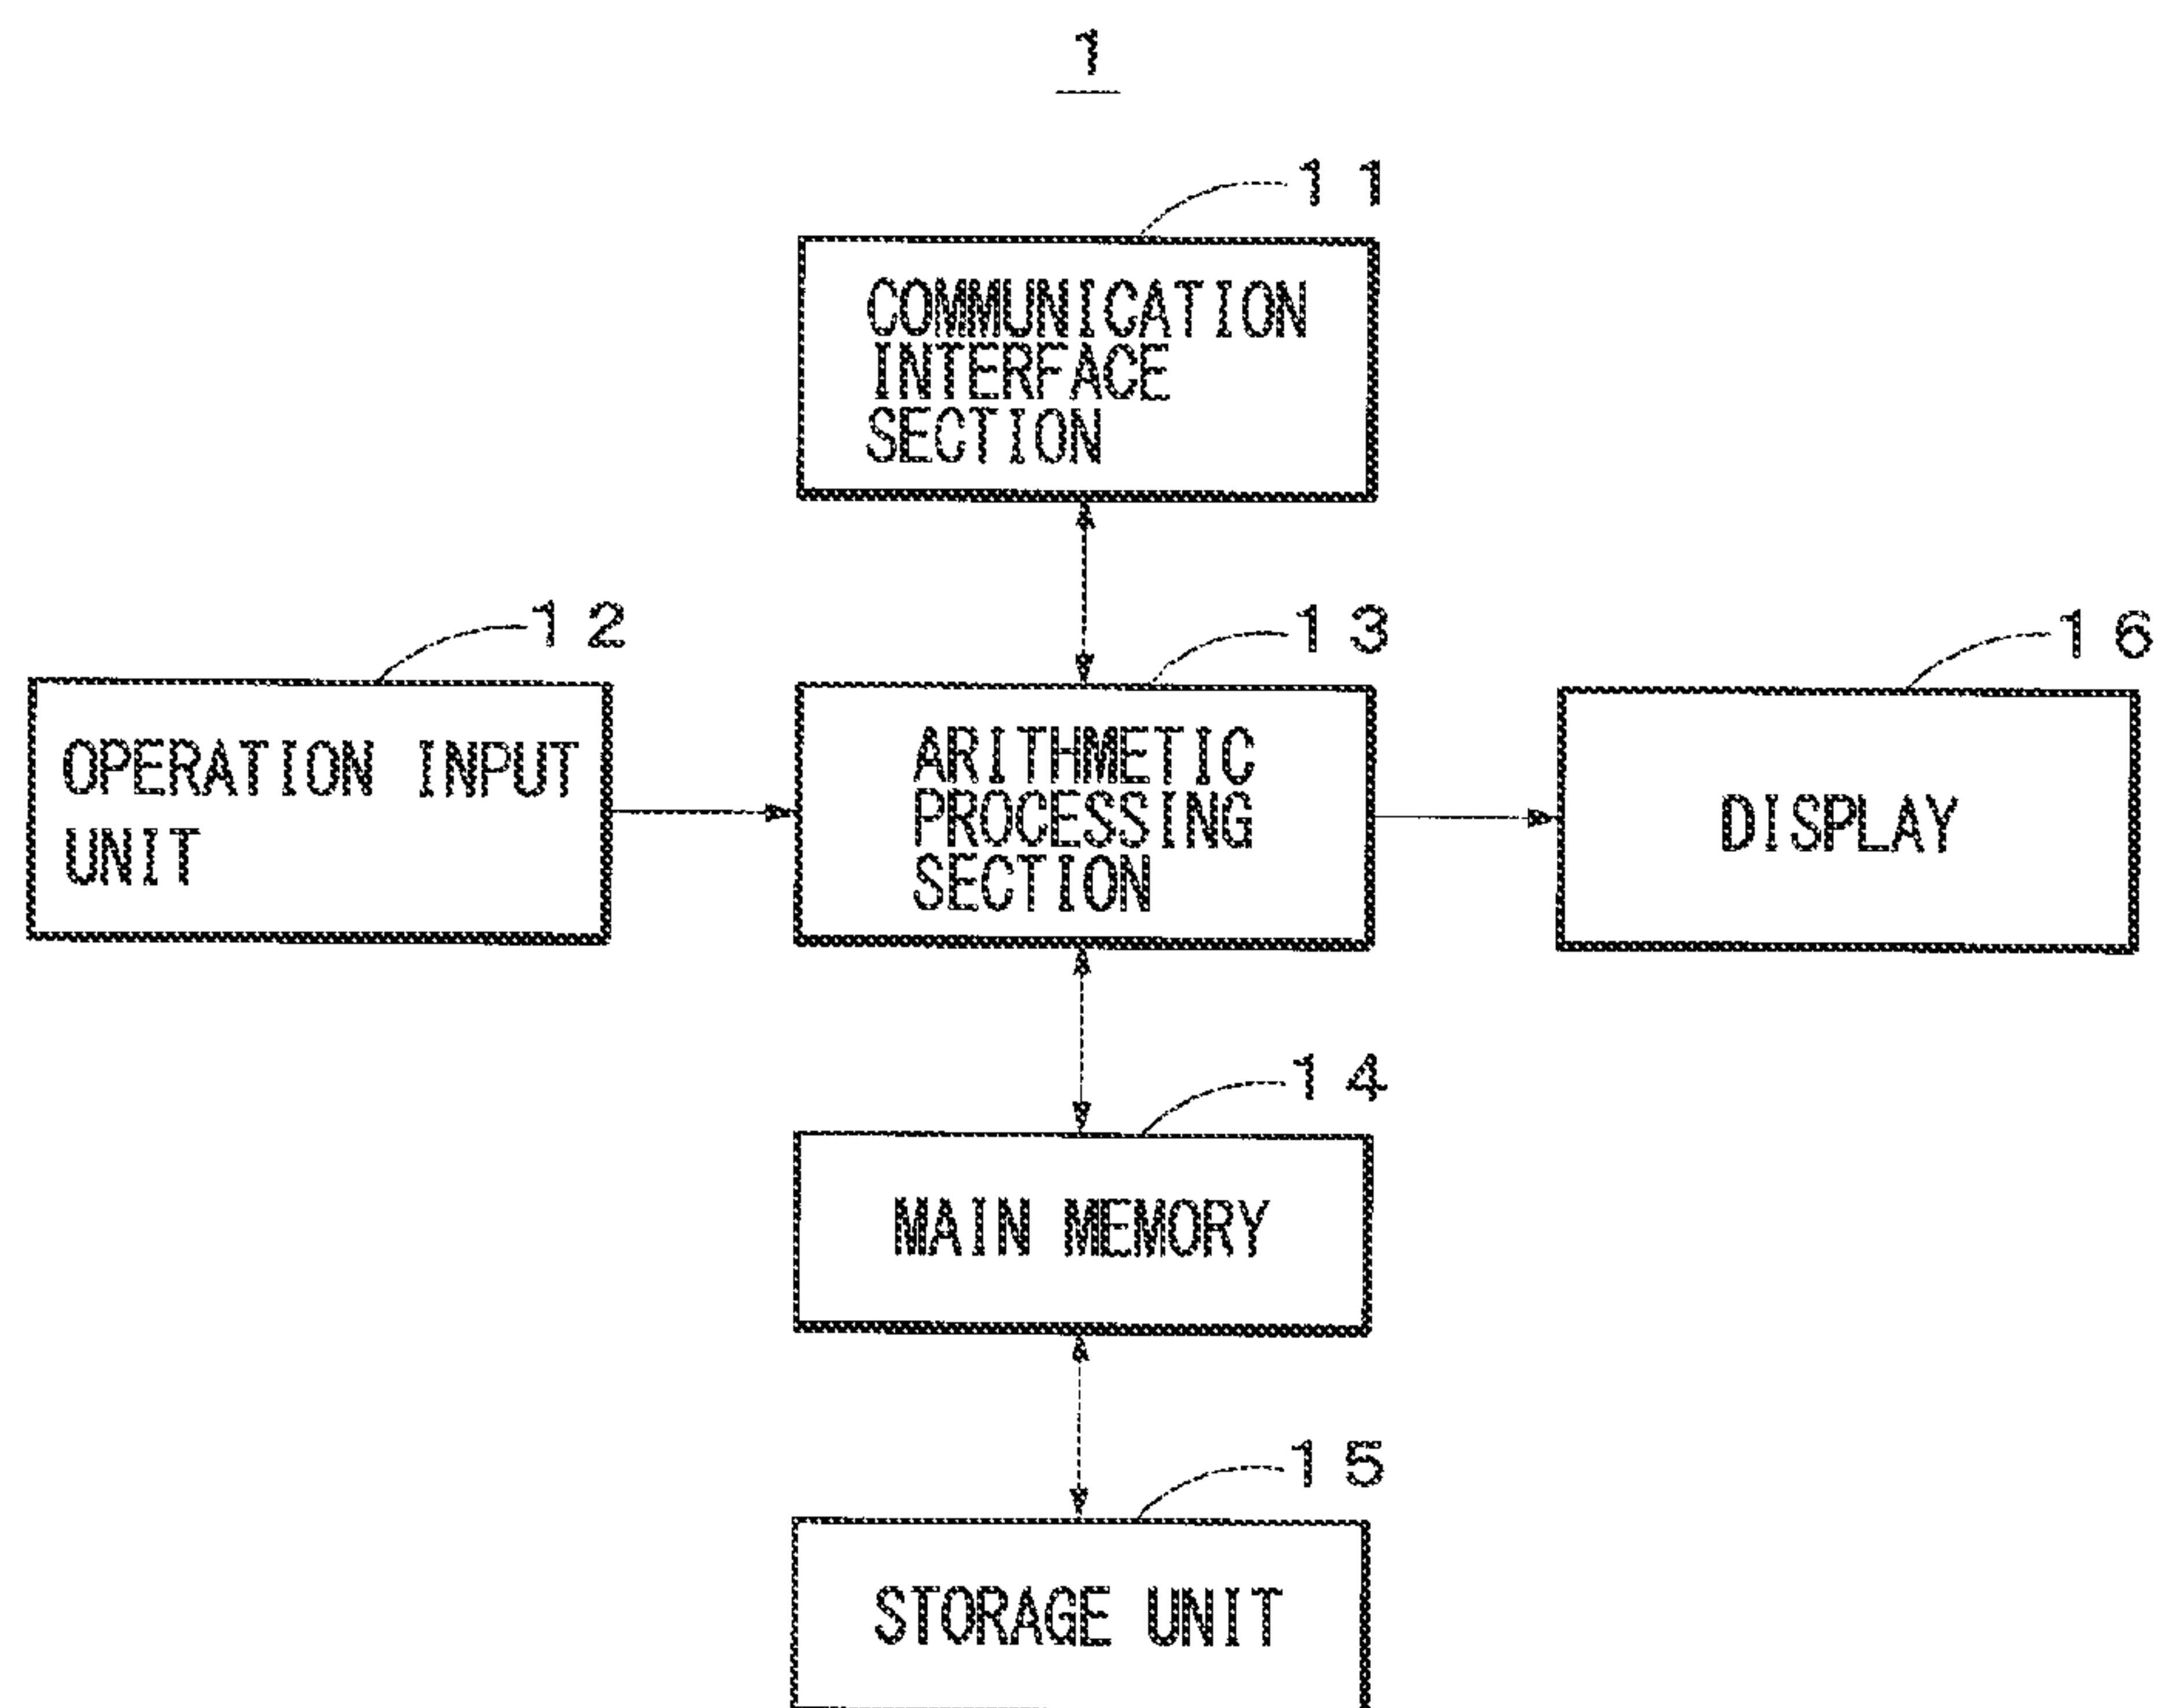 1
11
COMMUNICATION
INTERFACE
SECTION
12
OPERATION INPUT
UNIT
13
ARITHMETIC
PROCESSING
SECTION
16
DISPLAY
14
MAIN MEMORY
15
STORAGE UNIT